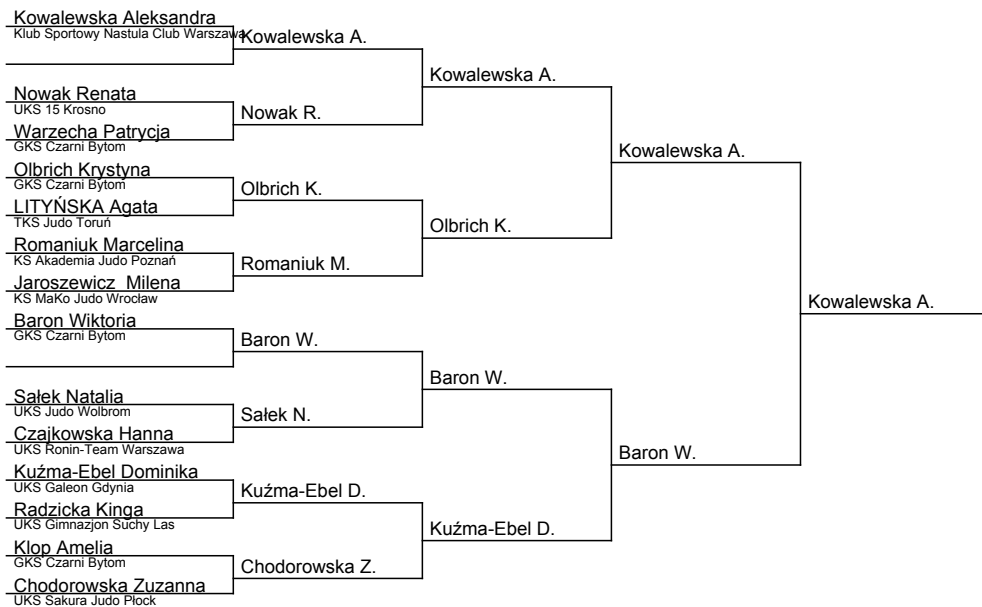 Kowalewska Aleksandra
Klub Sportowy Nastula Club Warszawa
Nowak Renata
UKS 15 Krosno
Warzecha Patrycja
GKS Czarni Bytom
Olbrich Krystyna
GKS Czarni Bytom
LITYŃSKA Agata
TKS Judo Toruń
Romaniuk Marcelina
KS Akademia Judo Poznań
Jaroszewicz Milena
KS MaKo Judo Wrocław
Baron Wiktoria
GKS Czarni Bytom
Sałek Natalia
UKS Judo Wolbrom
Czajkowska Hanna
UKS Ronin-Team Warszawa
Kuźma-Ebel Dominika
UKS Galeon Gdynia
Radzicka Kinga
UKS Gimnazjon Suchy Las
Klop Amelia
GKS Czarni Bytom
Chodorowska Zuzanna
UKS Sakura Judo Płock
Kowalewska A.
Nowak R.
Olbrich K.
Romaniuk M.
Baron W.
Sałek N.
Kuźma-Ebel D.
Chodorowska Z.
Kowalewska A.
Olbrich K.
Baron W.
Kuźma-Ebel D.
Kowalewska A.
Baron W.
Kowalewska A.